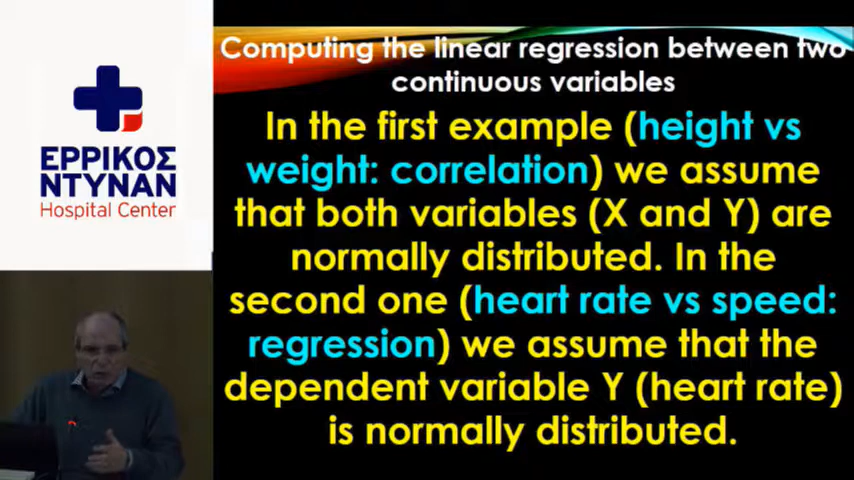 ΕΡΡΙΚΟΣ
ΝΤΥΝΑΝ
Hospital Center
Computing the linear regression between two
continuous variables
In the first example (height vs
weight: correlation) we assume
that both variables (X and Y) are
normally distributed. In the
second one (heart rate vs speed:
regression) we assume that the
dependent variable Y (heart rate)
is normally distributed.